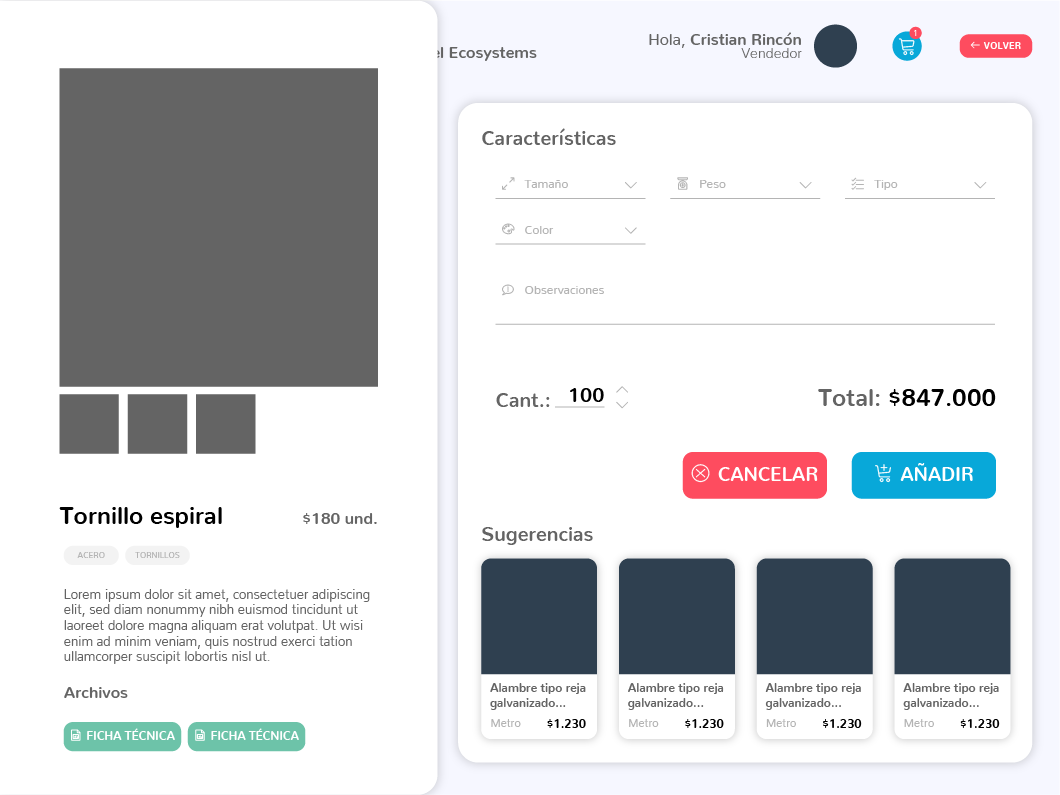 el Ecosystems
Hola, Cristian Rincón
Vendedor
1
VOLVER
Tornillo espiral
$180 und.
ACERO
TORNILLOS
Lorem ipsum dolor sit amet, consectetuer adipiscing
elit, sed diam nonummy nibh euismod tincidunt ut
laoreet dolore magna aliquam erat volutpat. Ut wisi
enim ad minim veniam, quis nostrud exerci tation
ullamcorper suscipit lobortis nisl ut.
Archivos
FICHA TÉCNICA
FICHA TÉCNICA
Características
Tamaño
Peso
Tipo
Color
Observaciones
Cant.: 100
Total: $847.000
CANCELAR
AÑADIR
Sugerencias
Alambre tipo reja
galvanizado...
Metro $1.230
Alambre tipo reja
galvanizado...
Metro $1.230
Alambre tipo reja
galvanizado...
Metro $1.230
Alambre tipo reja
galvanizado...
Metro $1.230